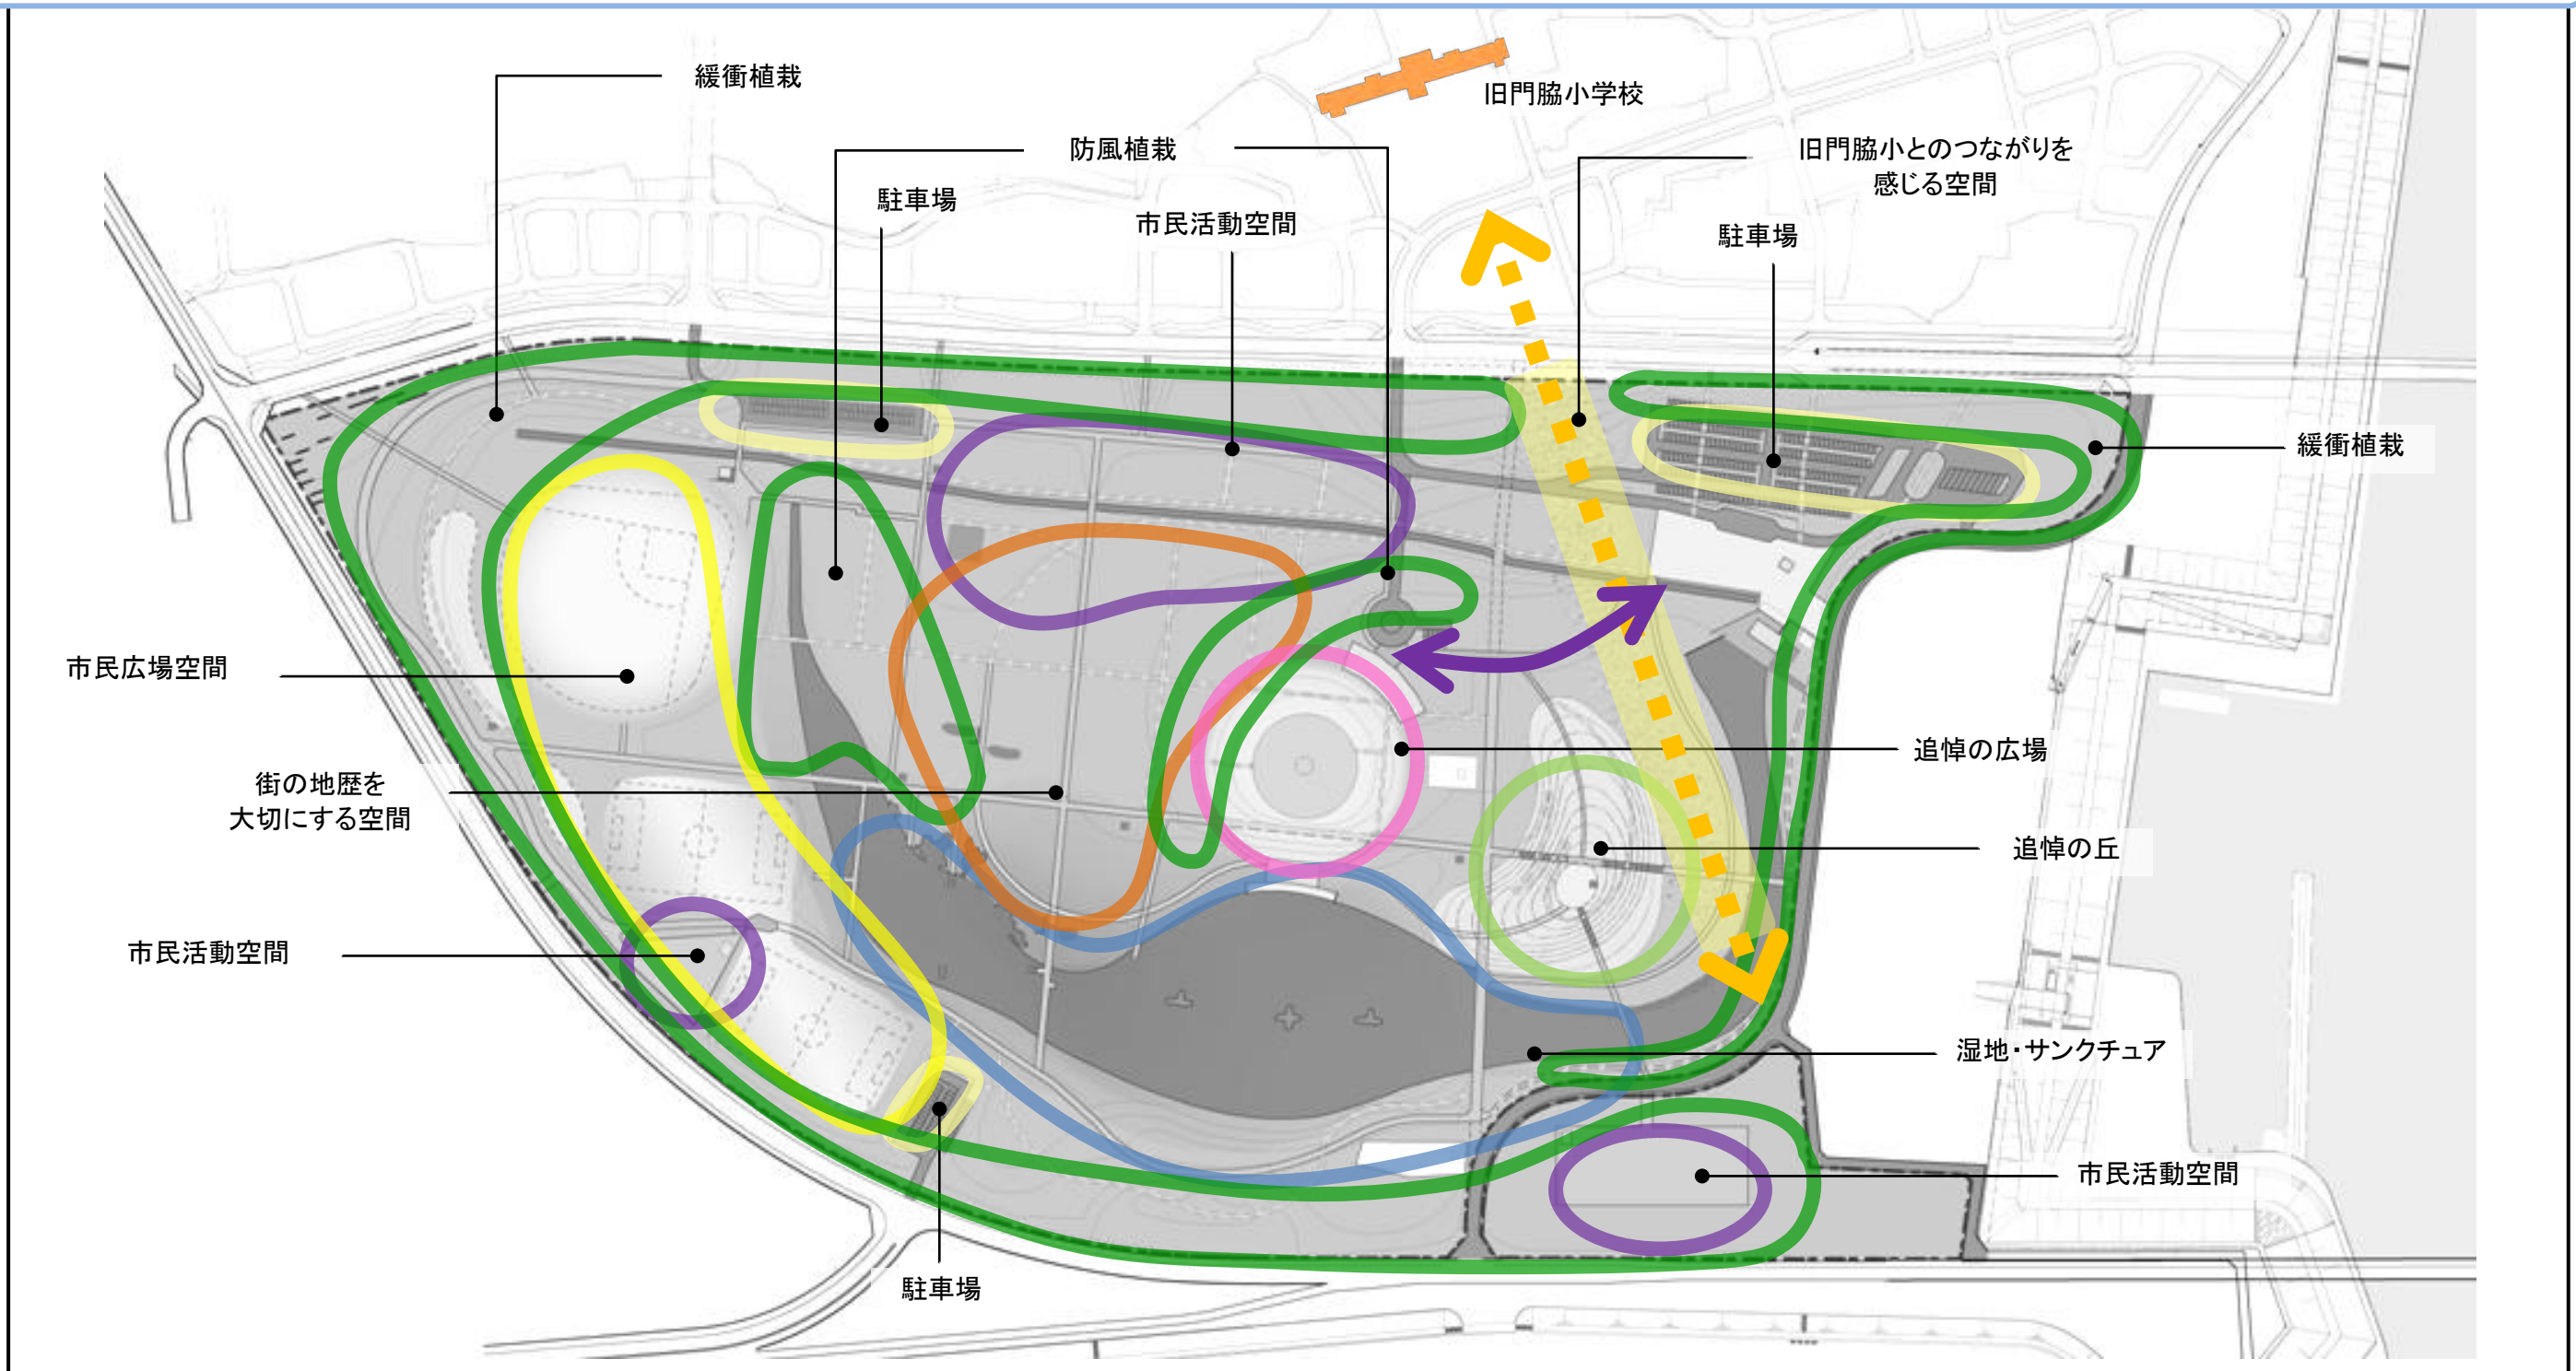 緩衝植栽
旧門脇小学校
防風植栽
旧門脇小とのつながりを
感じる空間
駐車場
市民活動空間
駐車場
緩衝植栽
市民広場空間
追悼の広場
街の地歴を
大切にする空間
追悼の丘
市民活動空間
湿地・サンクチュア
市民活動空間
駐車場